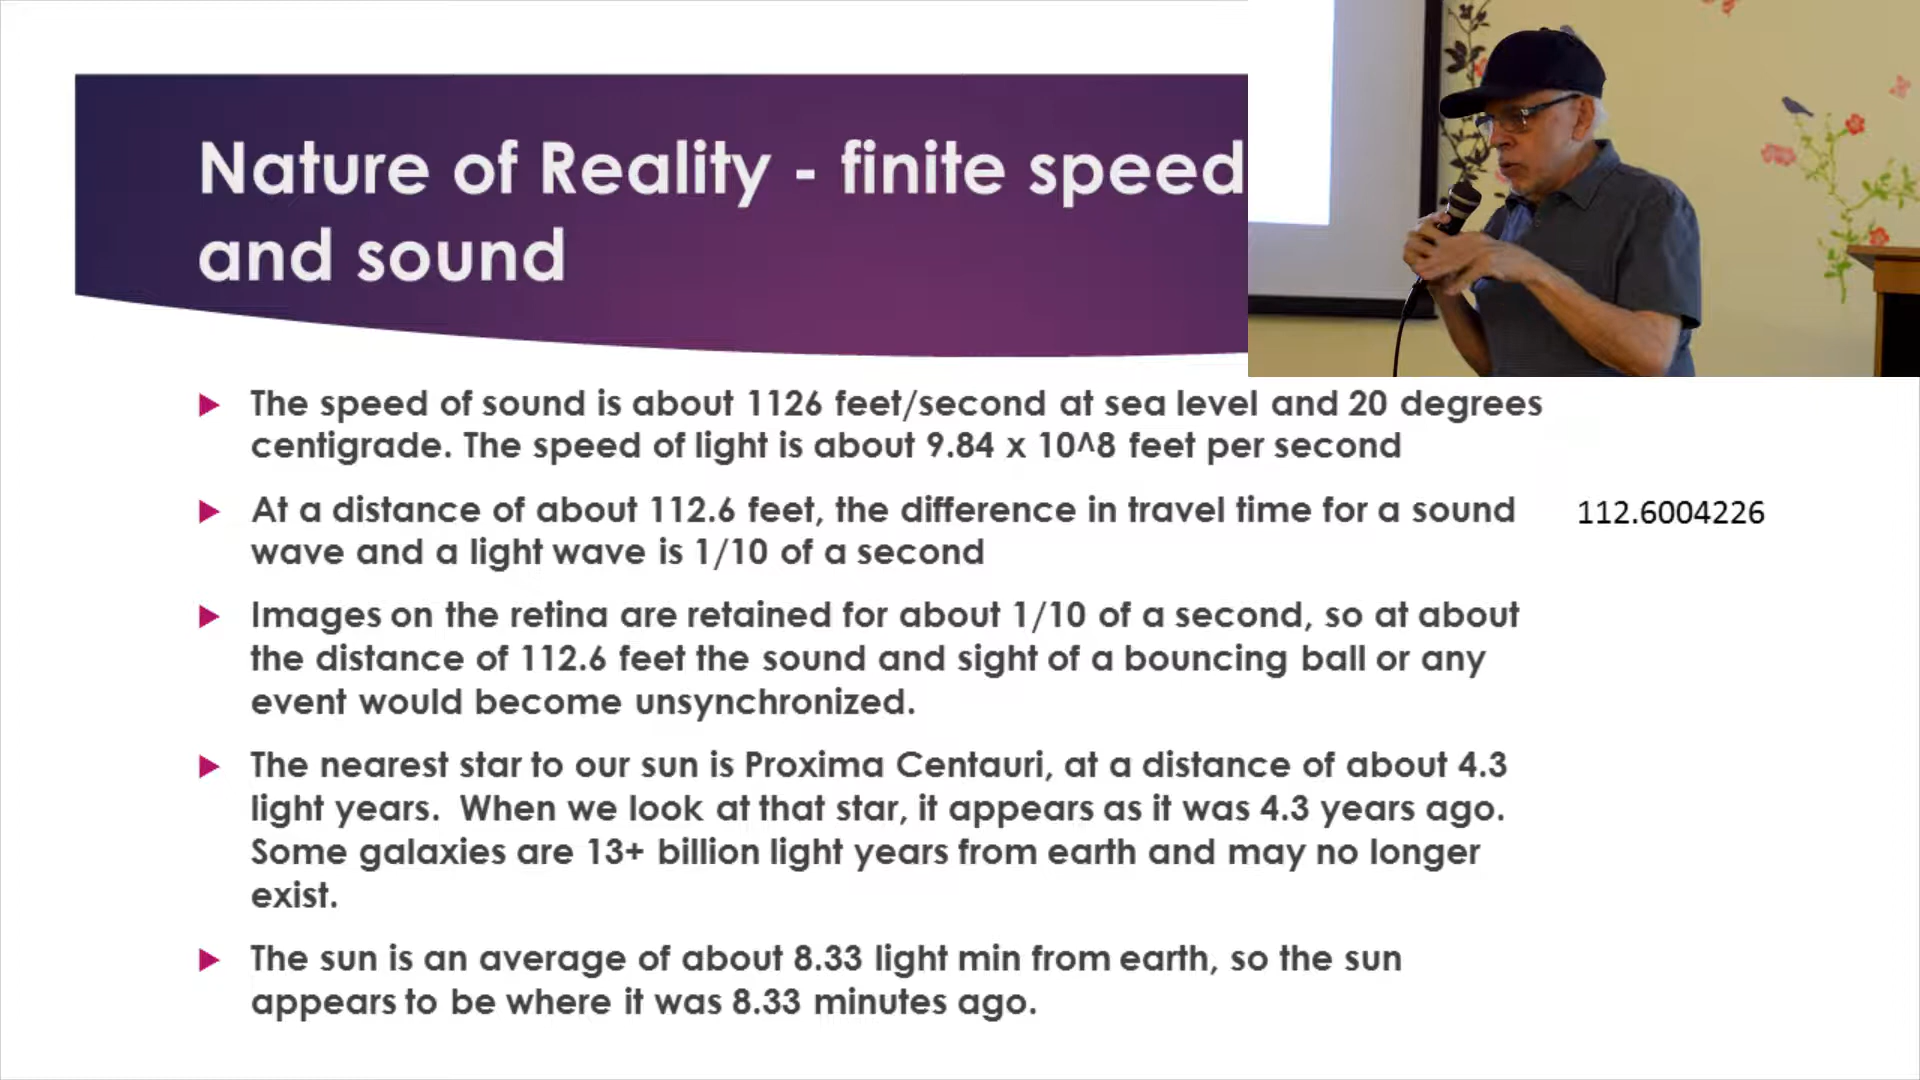 Nature of Reality - finite speed
and sound
The speed of sound is about 1126 feet/second at sea level and 20 degrees
centigrade. The speed of light is about 9.84 x 10^8 feet per second
At a distance of about 112.6 feet, the difference in travel time for a sound
wave and a light wave is 1/10 of a second
112.6004226
Images on the retina are retained for about 1/10 of a second, so at about
the distance of 112.6 feet the sound and sight of a bouncing ball or any
event would become unsynchronized.
The nearest star to our sun is Proxima Centauri, at a distance of about 4.3
light years.  When we look at that star, it appears as it was 4.3 years ago.
Some galaxies are 13+ billion light years from earth and may no longer
exist.
The sun is an average of about 8.33 light min from earth, so the sun
appears to be where it was 8.33 minutes ago.